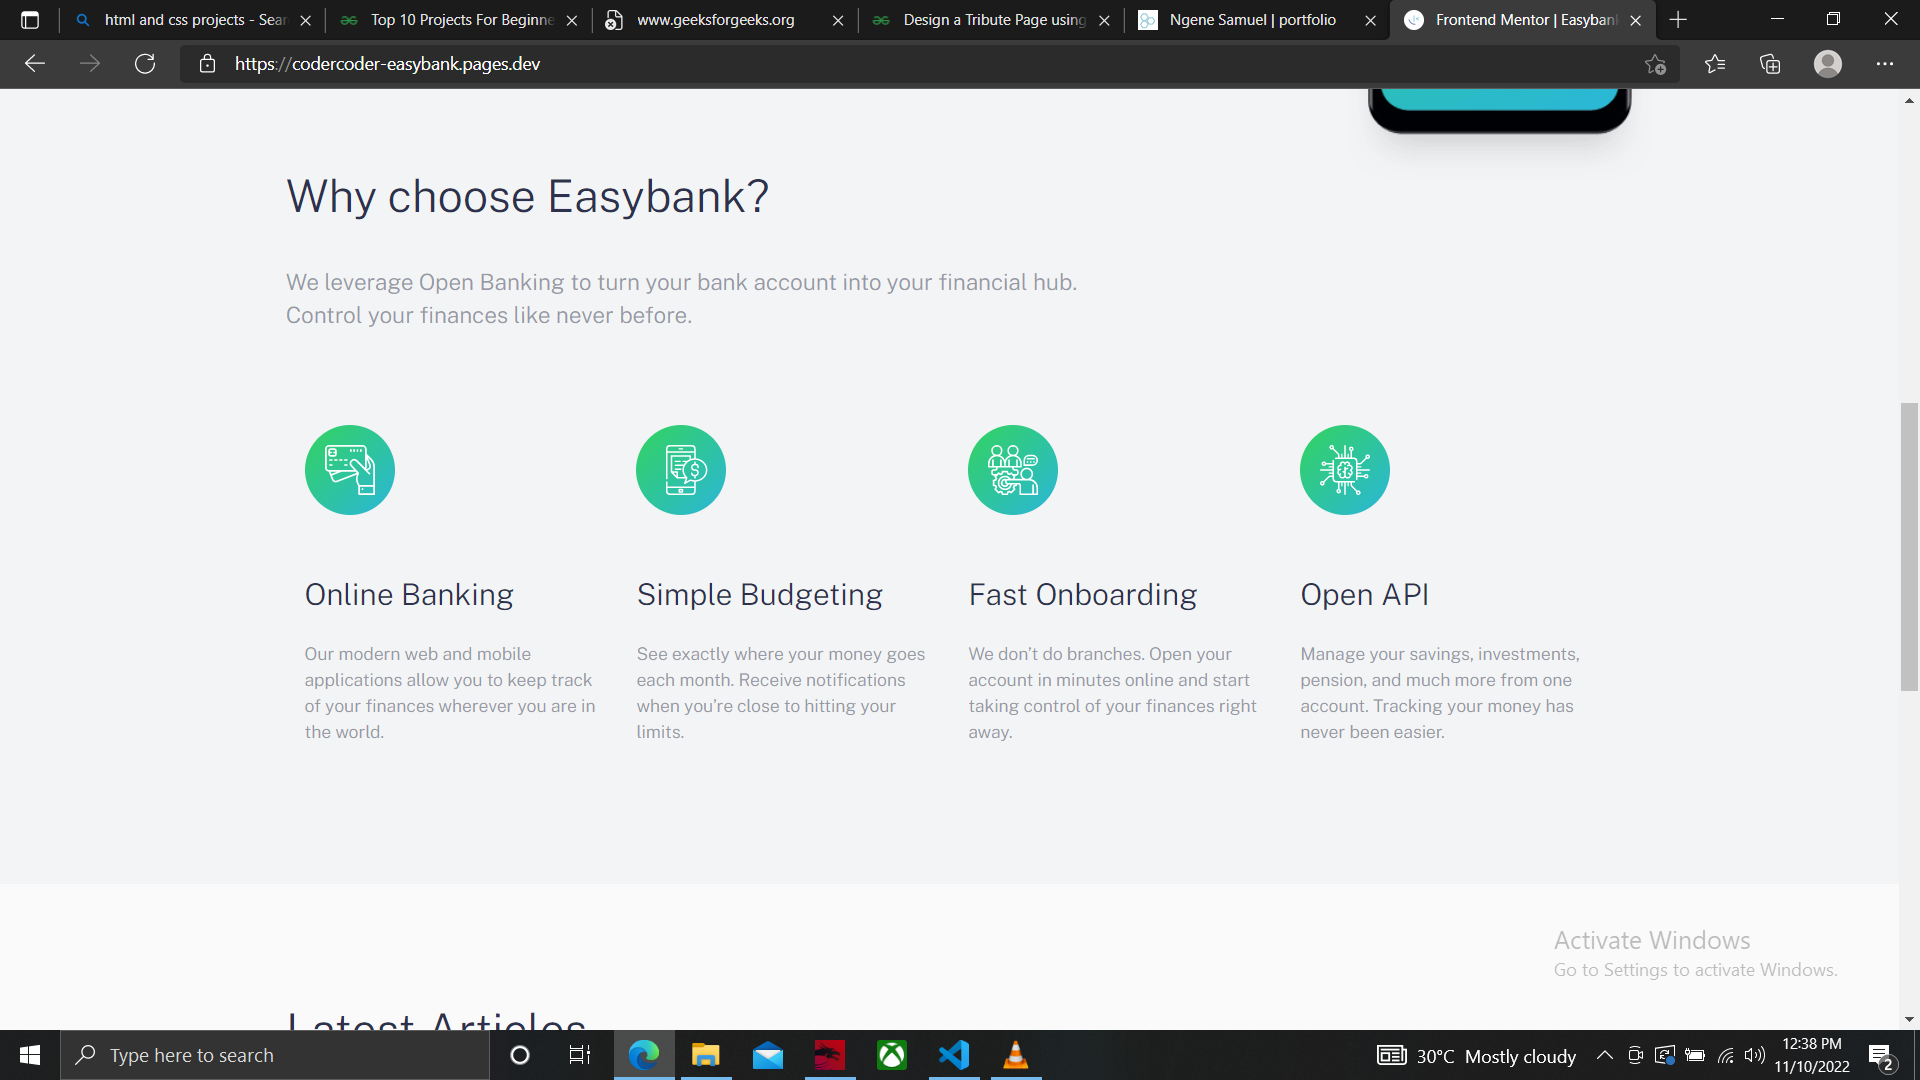 html and css projects - Sear
Top 10 Projects For Beginne
www.geeksforgeeks.org
Design a Tribute Page using
Ngene Samuel | portfolio
Frontend Mentor | Easybank
https://codercoder-easybank.pages.dev
Why choose Easybank?
We leverage Open Banking to turn your bank account into your financial hub.
Control your finances like never before.
Online Banking
Our modern web and mobile
applications allow you to keep track
of your finances wherever you are in
the world.
Simple Budgeting
See exactly where your money goes
each month. Receive notifications
when you’re close to hitting your
limits.
Fast Onboarding
We don’t do branches. Open your
account in minutes online and start
taking control of your finances right
away.
Open API
Manage your savings, investments,
pension, and much more from one
account. Tracking your money has
never been easier.
Activate Windows
Go to Settings to activate Windows.
Latest Articles
Type here to search
30°C Mostly cloudy
12:38 PM
11/10/2022
2